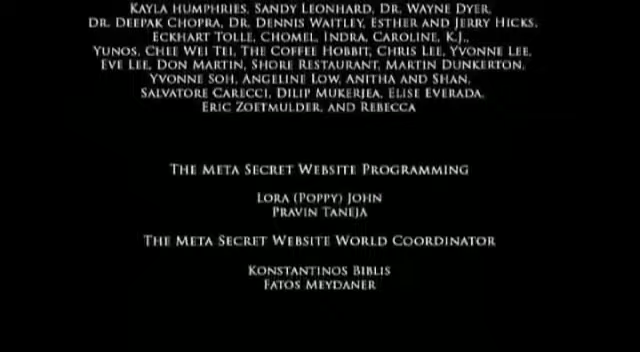 Kayla Humphries, Sandy Leonhard, Dr. Wayne Dyer,
Dr. Deepak Chopra, Dr. Dennis Waitley, Esther and Jerry Hicks,
Eckhart Tolle, Chomel, Indra, Caroline, K.J.,
Yunos, Chee Wei Tei, The Coffee Hobbit, Chris Lee, Yvonne Lee,
Eve Lee, Don Martin, Shore Restaurant, Martin Dunkerton,
Yvonne Soh, Angeline Low, Anitha and Shan,
Salvatore Carecci, Dilip Mukerjea, Elise Everada,
Eric Zoetmulder, and Rebecca
The Meta Secret Website Programming
Lora (Poppy) John
Pravin Taneja
The Meta Secret Website World Coordinator
Konstantinos Biblis
Fatos Meydaner